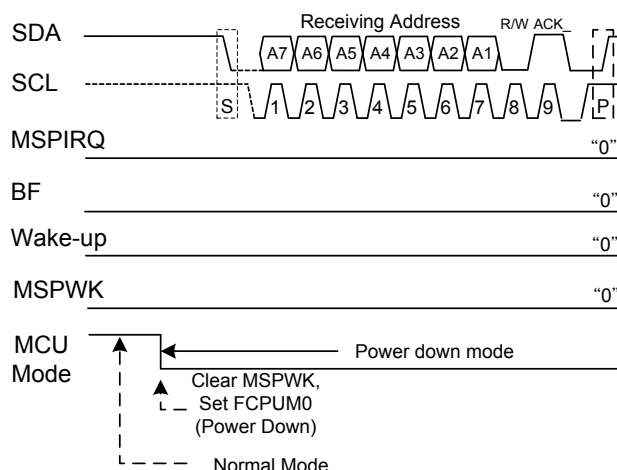 Receiving Address
R/W ACK_
SDA
A7 A6 A5 A4 A3 A2 A1
SCL
S 1 2 3 4 5 6 7 8 9 P
MSPIRQ
“0”
BF
“0”
Wake-up
“0”
MSPWK
“0”
MCU
Mode
Power down mode
Clear MSPWK,
Set FCPUM0
(Power Down)
Normal Mode